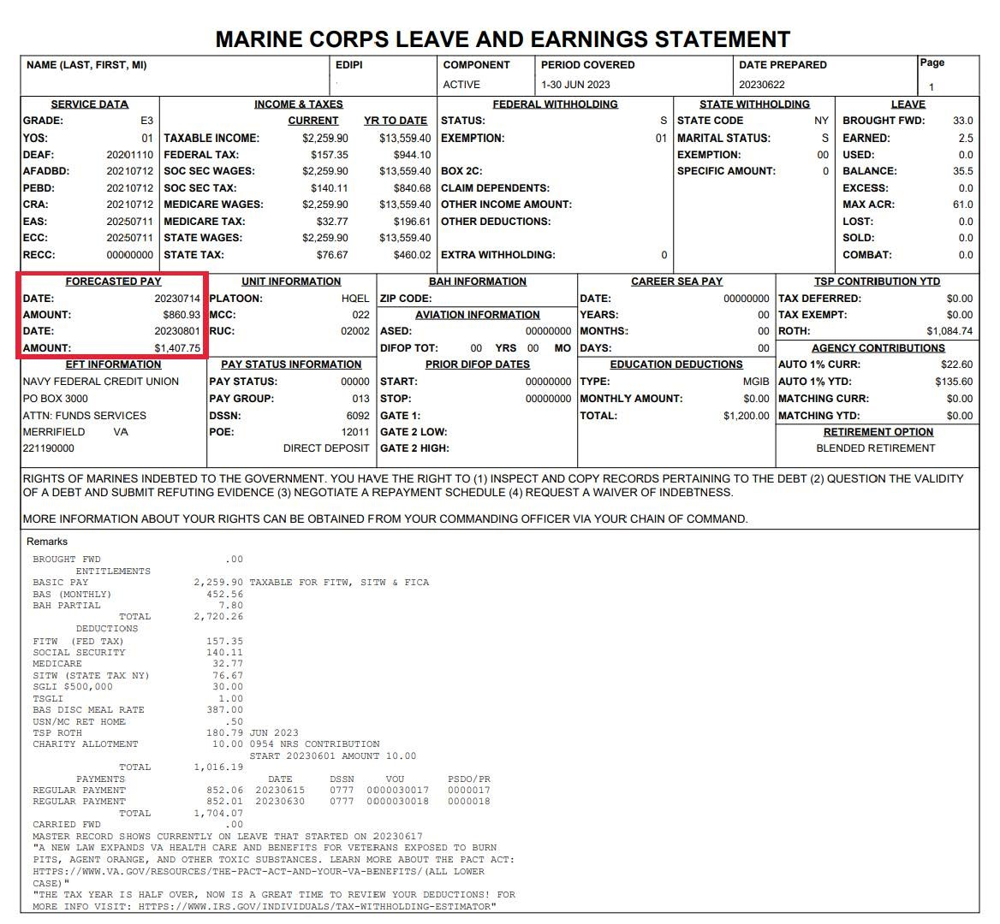 MARINE CORPS LEAVE AND EARNINGS STATEMENT
NAME (LAST, FIRST, MI) EDIPI COMPONENT PERIOD COVERED DATE PREPARED Page
ACTIVE 1-30 JUN 2023 20230622 1
SERVICE DATA
GRADE: E3
YOS: 01
DEAF: 20201110
AFADBD: 20210712
PEBD: 20210712
CRA: 20210712
EAS: 20250711
ECC: 20250711
RECC: 00000000
INCOME & TAXES
CURRENT YR TO DATE
TAXABLE INCOME: $2,259.90 $13,559.40
FEDERAL TAX: $157.35 $944.10
SOC SEC WAGES: $2,259.90 $13,559.40
SOC SEC TAX: $140.11 $840.68
MEDICARE WAGES: $2,259.90 $13,559.40
MEDICARE TAX: $32.77 $196.61
STATE WAGES: $2,259.90 $13,559.40
STATE TAX: $76.67 $460.02
FEDERAL WITHHOLDING
STATUS: S
EXEMPTION: 01
BOX 2C:
CLAIM DEPENDENTS:
OTHER INCOME AMOUNT:
OTHER DEDUCTIONS:
EXTRA WITHHOLDING: 0
STATE WITHHOLDING
STATE CODE NY
MARITAL STATUS: S
EXEMPTION: 00
SPECIFIC AMOUNT: 0
LEAVE
BROUGHT FWD: 33.0
EARNED: 2.5
USED: 0.0
BALANCE: 35.5
EXCESS: 0.0
MAX ACR: 61.0
LOST: 0.0
SOLD: 0.0
COMBAT: 0.0
FORECASTED PAY
DATE: 20230714
AMOUNT: $860.93
DATE: 20230801
AMOUNT: $1,407.75
UNIT INFORMATION
PLATOON: HQEL
MCC: 022
RUC: 02002
BAH INFORMATION
ZIP CODE:
AVIATION INFORMATION
ASED: 00000000
DIFOP TOT: 00 YRS 00 MO
CAREER SEA PAY
DATE: 00000000
YEARS: 00
MONTHS: 00
DAYS: 00
TSP CONTRIBUTION YTD
TAX DEFERRED: $0.00
TAX EXEMPT: $0.00
ROTH: $1,084.74
EFT INFORMATION
NAVY FEDERAL CREDIT UNION
PO BOX 3000
ATTN: FUNDS SERVICES
MERRIFIELD VA
221190000
PAY STATUS INFORMATION
PAY STATUS: 00000
PAY GROUP: 013
DSSN: 6092
POE: 12011
DIRECT DEPOSIT
PRIOR DIFOP DATES
START: 00000000
STOP: 00000000
GATE 1:
GATE 2 LOW:
GATE 2 HIGH:
EDUCATION DEDUCTIONS
TYPE: MGIB
MONTHLY AMOUNT: $0.00
TOTAL: $1,200.00
AGENCY CONTRIBUTIONS
AUTO 1% CURR: $22.60
AUTO 1% YTD: $135.60
MATCHING CURR: $0.00
MATCHING YTD: $0.00
RETIREMENT OPTION
BLENDED RETIREMENT
RIGHTS OF MARINES INDEBTED TO THE GOVERNMENT. YOU HAVE THE RIGHT TO (1) INSPECT AND COPY RECORDS PERTAINING TO THE DEBT (2) QUESTION THE VALIDITY
OF A DEBT AND SUBMIT REFUTING EVIDENCE (3) NEGOTIATE A REPAYMENT SCHEDULE (4) REQUEST A WAIVER OF INDEBTNESS.
MORE INFORMATION ABOUT YOUR RIGHTS CAN BE OBTAINED FROM YOUR COMMANDING OFFICER VIA YOUR CHAIN OF COMMAND.
Remarks
BROUGHT FWD .00
ENTITLEMENTS
BASIC PAY 2,259.90 TAXABLE FOR FITW, SITW & FICA
BAS (MONTHLY) 452.56
BAH PARTIAL 7.80
TOTAL 2,720.26
DEDUCTIONS
FITW (FED TAX) 157.35
SOCIAL SECURITY 140.11
MEDICARE 32.77
SITW (STATE TAX NY) 76.67
SGLI $500,000 30.00
TSGLI 1.00
BAS DISC MEAL RATE 387.00
USN/MC RET HOME .50
TSP ROTH 180.79 JUN 2023
CHARITY ALLOTMENT 10.00 0954 NRS CONTRIBUTION
START 20230601 AMOUNT 10.00
TOTAL 1,016.19
PAYMENTS DATE DSSN VOU PSDO/PR
REGULAR PAYMENT 852.06 20230615 0777 0000030017 0000017
REGULAR PAYMENT 852.01 20230630 0777 0000030018 0000018
TOTAL 1,704.07
CARRIED FWD .00
MASTER RECORD SHOWS CURRENTLY ON LEAVE THAT STARTED ON 20230617
"A NEW LAW EXPANDS VA HEALTH CARE AND BENEFITS FOR VETERANS EXPOSED TO BURN
PITS, AGENT ORANGE, AND OTHER TOXIC SUBSTANCES. LEARN MORE ABOUT THE PACT ACT:
HTTPS://WWW.VA.GOV/RESOURCES/THE-PACT-ACT-AND-YOUR-VA-BENEFITS/(ALL LOWER
CASE)"
"THE TAX YEAR IS HALF OVER, NOW IS A GREAT TIME TO REVIEW YOUR DEDUCTIONS! FOR
MORE INFO VISIT: HTTPS://WWW.IRS.GOV/INDIVIDUALS/TAX-WITHHOLDING-ESTIMATOR"